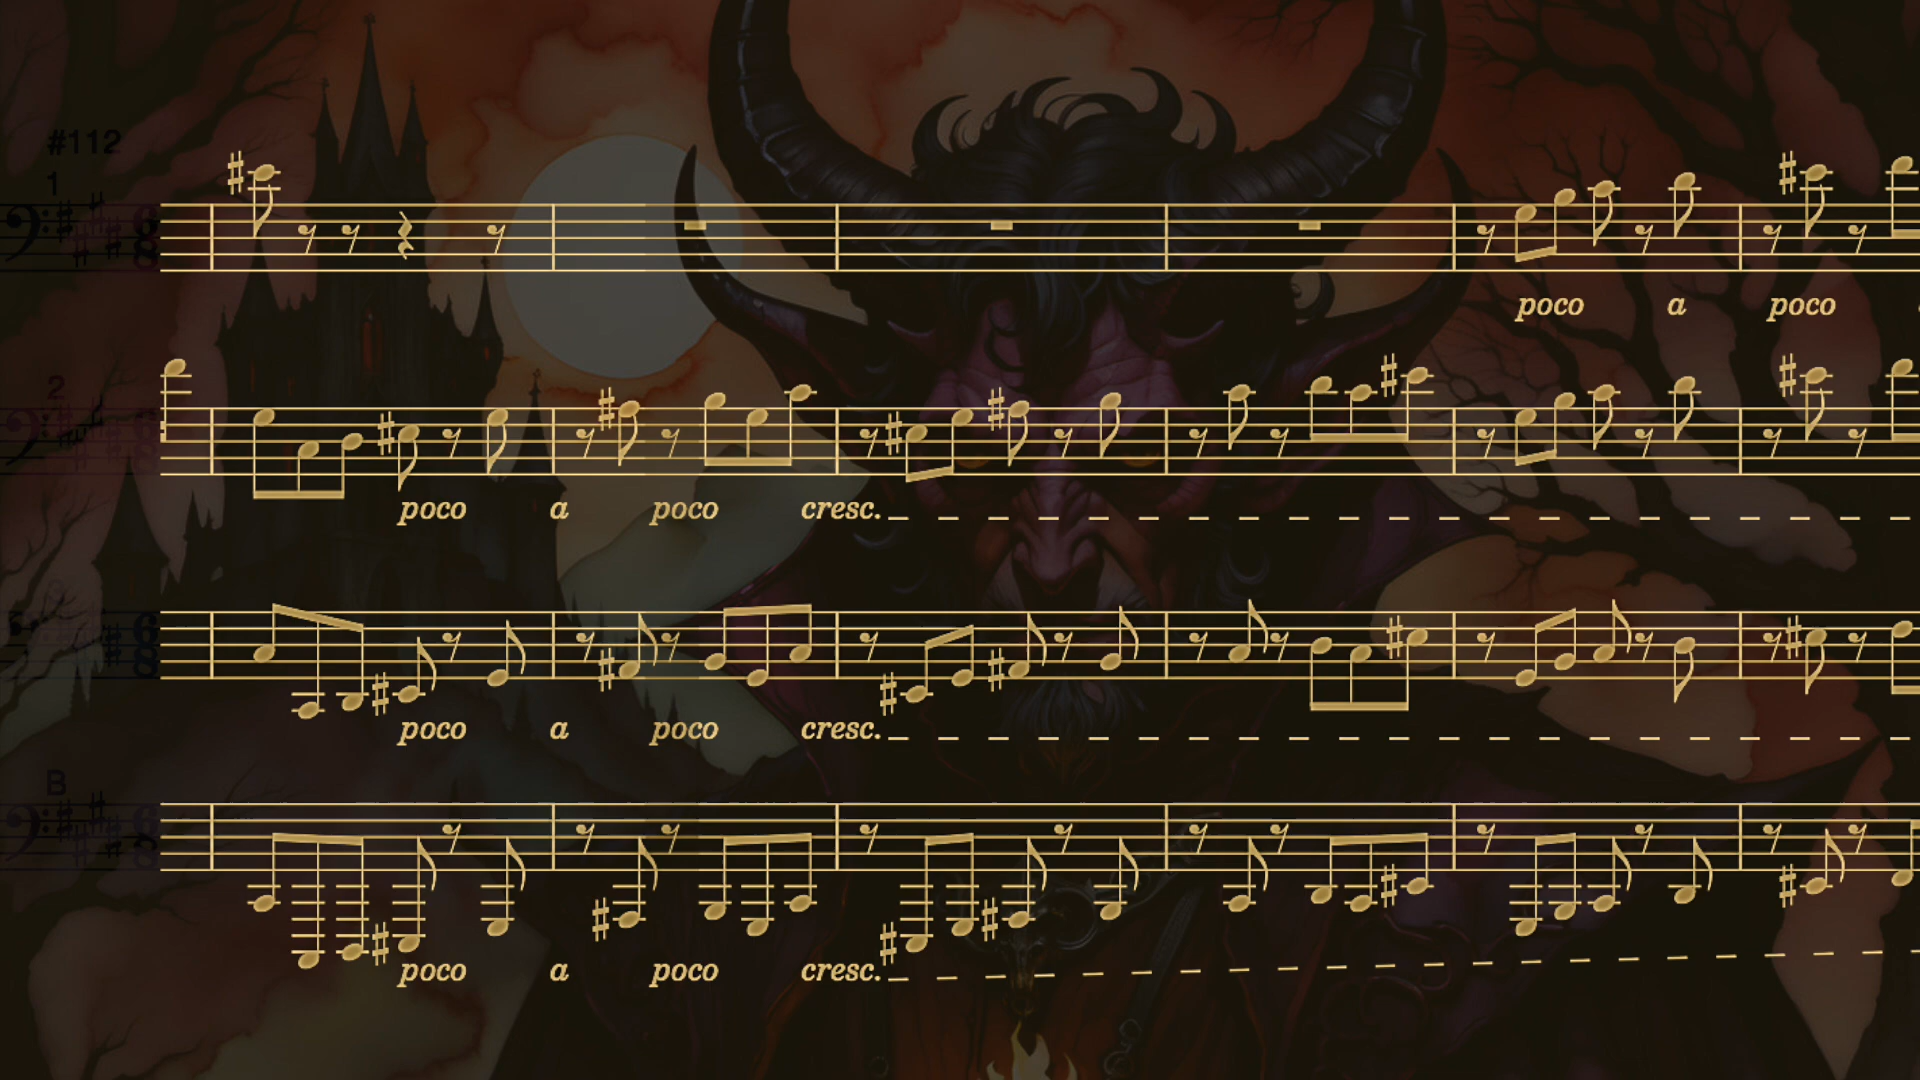 #112
1
poco a poco
2
poco a poco cresc.
poco a poco cresc.
B
poco a poco cresc.